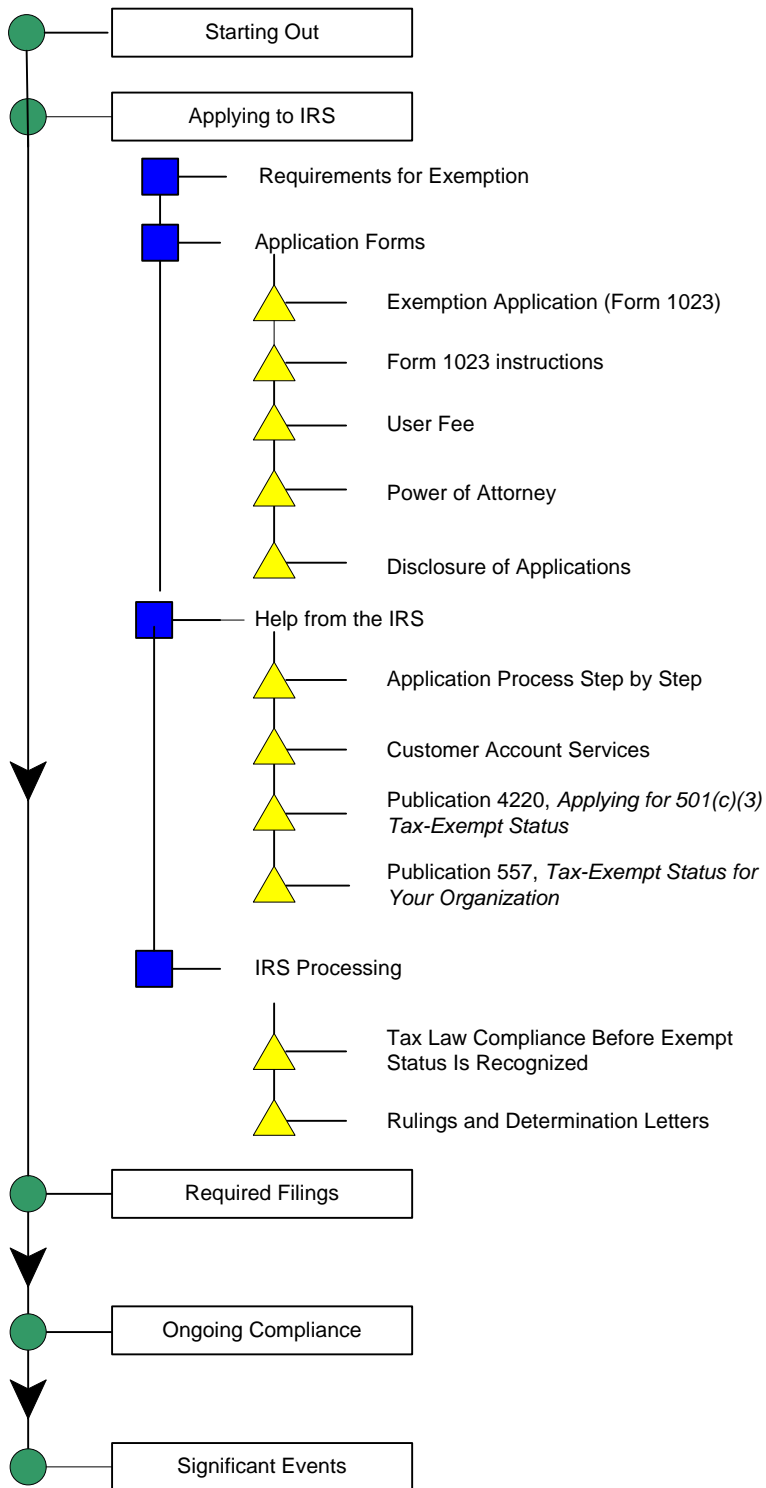 Starting Out
Applying to IRS
Requirements for Exemption
Application Forms
Exemption Application (Form 1023)
Form 1023 instructions
User Fee
Power of Attorney
Disclosure of Applications
Help from the IRS
Application Process Step by Step
Customer Account Services
Publication 4220, Applying for 501(c)(3)
Tax-Exempt Status
Publication 557, Tax-Exempt Status for
Your Organization
IRS Processing
Tax Law Compliance Before Exempt
Status Is Recognized
Rulings and Determination Letters
Required Filings
Ongoing Compliance
Significant Events